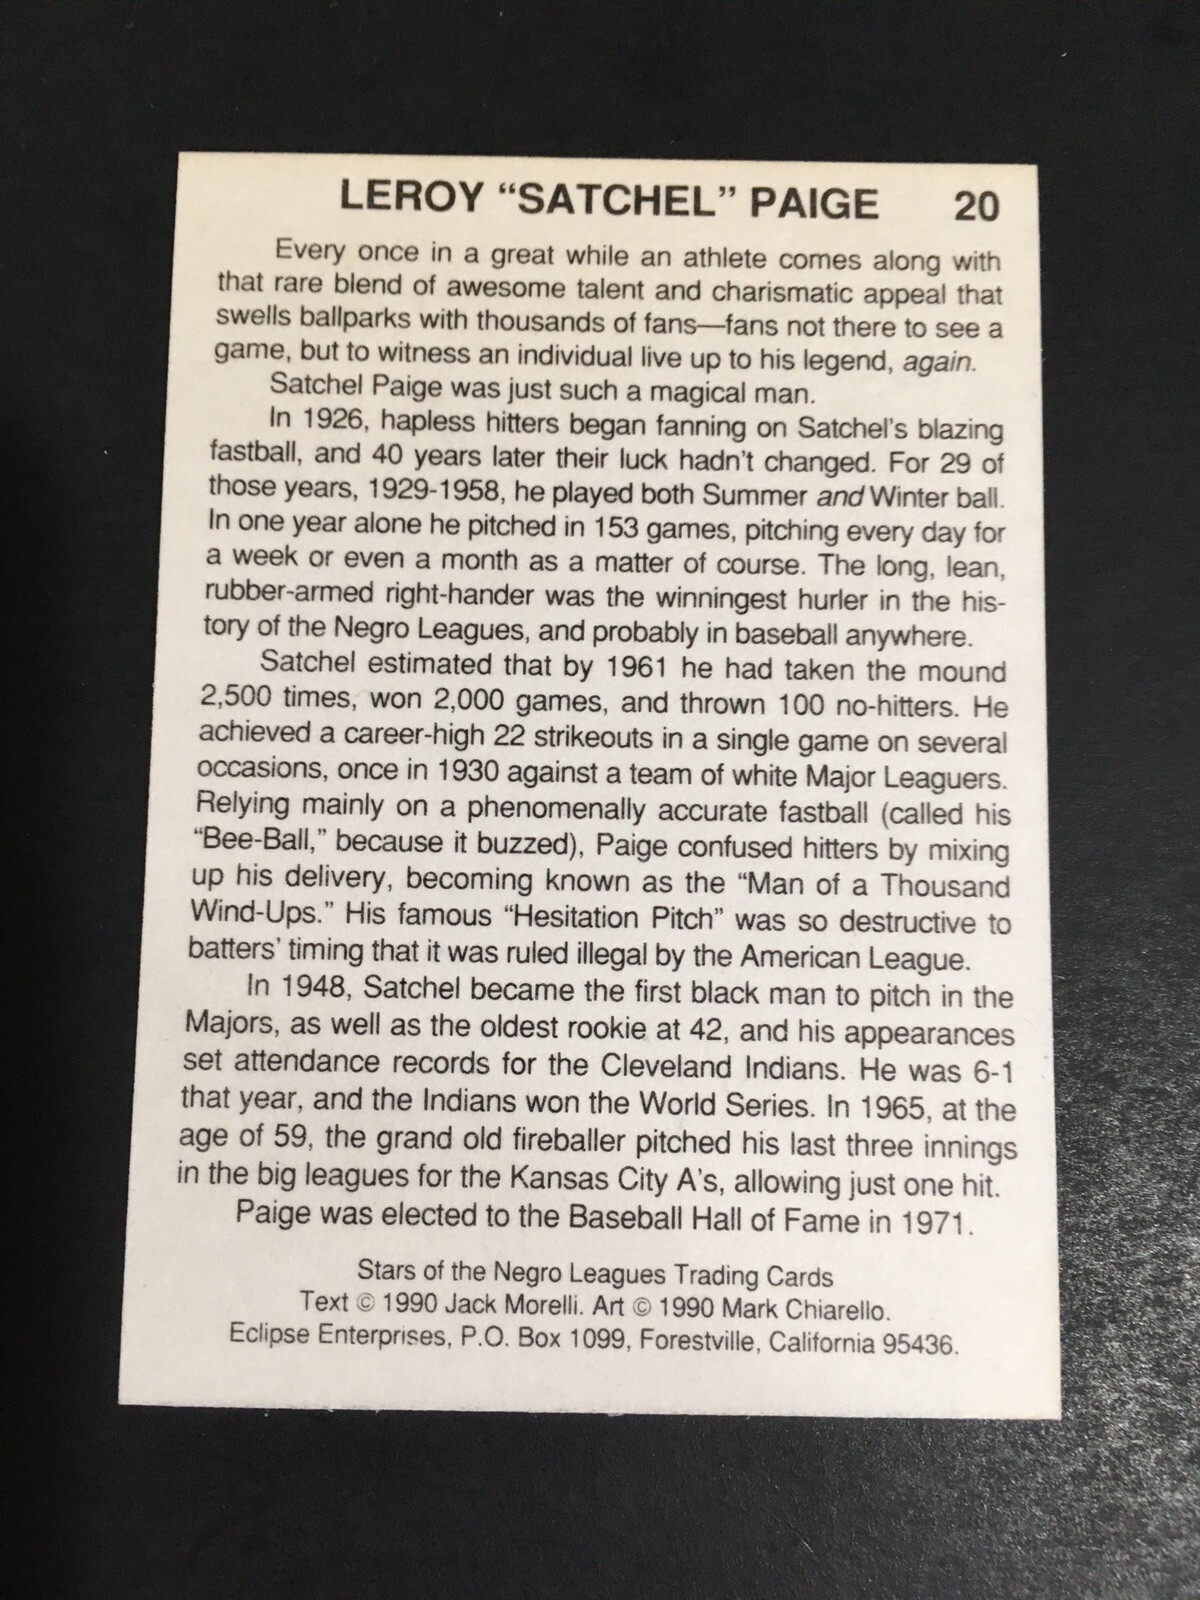 LEROY “SATCHEL” PAIGE 20
Every once in a great while an athlete comes along with
that rare blend of awesome talent and charismatic appeal that
swells ballparks with thousands of fans—fans not there to see a
game, but to witness an individual live up to his legend, again.
Satchel Paige was just such a magical man.
In 1926, hapless hitters began fanning on Satchel's blazing
fastball, and 40 years later their luck hadn't changed. For 29 of
those years, 1929-1958, he played both Summer and Winter ball.
In one year alone he pitched in 153 games, pitching every day for
a week or even a month as a matter of course. The long, lean,
rubber-armed right-hander was the winningest hurler in the his-
tory of the Negro Leagues, and probably in baseball anywhere.
Satchel estimated that by 1961 he had taken the mound
2,500 times, won 2,000 games, and thrown 100 no-hitters. He
achieved a career-high 22 strikeouts in a single game on several
occasions, once in 1930 against a team of white Major Leaguers.
Relying mainly on a phenomenally accurate fastball (called his
“Bee-Ball,” because it buzzed), Paige confused hitters by mixing
up his delivery, becoming known as the “Man of a Thousand
Wind-Ups.” His famous “Hesitation Pitch” was so destructive to
batters' timing that it was ruled illegal by the American League.
In 1948, Satchel became the first black man to pitch in the
Majors, as well as the oldest rookie at 42, and his appearances
set attendance records for the Cleveland Indians. He was 6-1
that year, and the Indians won the World Series. In 1965, at the
age of 59, the grand old fireballer pitched his last three innings
in the big leagues for the Kansas City A's, allowing just one hit.
Paige was elected to the Baseball Hall of Fame in 1971.
Stars of the Negro Leagues Trading Cards
Text © 1990 Jack Morelli. Art © 1990 Mark Chiarello.
Eclipse Enterprises, P.O. Box 1099, Forestville, California 95436.